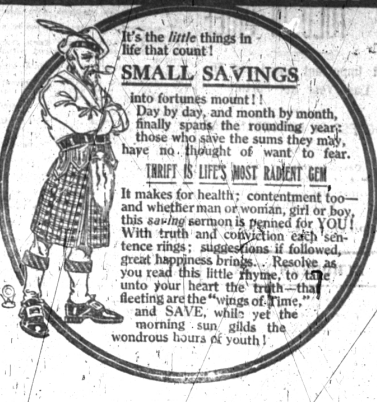 It's the little things in
life that count!
SMALL SAVINGS
into fortunes mount!!
Day by day, and month by month,
finally spans the rounding year;
those who save the sums they may,
have no thought of want to fear.
THRIFT IS LIFE'S MOST RADIENT GEM
It makes for health; contentment too—
and whether man or woman, girl or boy,
this saving sermon is penned for YOU!
With truth and conviction each sen-
tence rings; suggestions if followed,
great happiness brings. Resolve as
you read this little rhyme, to take
unto your heart the truth—that
fleeting are the "wings of Time,"
and SAVE, while yet the
morning sun gilds the
wondrous hours of youth!